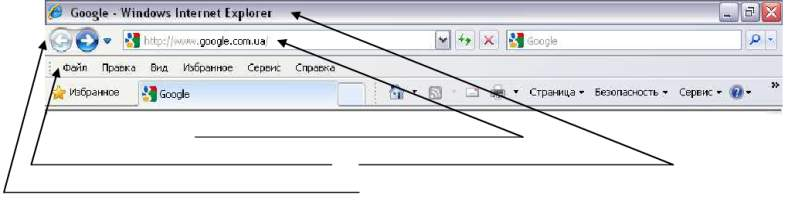 Google - Windows Internet Explorer
http://www.google.com.ua/ Google
Файл Правка Вид Избранное Сервис Справка
Избранное Google Страница Безопасность Сервис